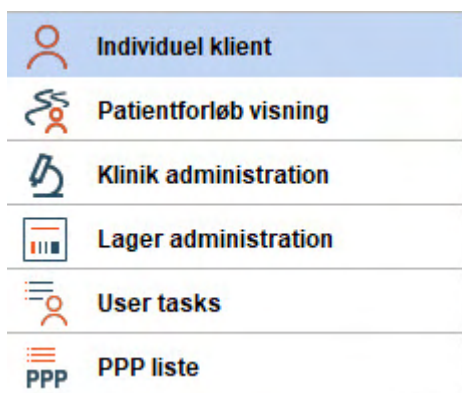 Individuel klient
Patientforløb visning
Klinik administration
Lager administration
User tasks
PPP PPP liste